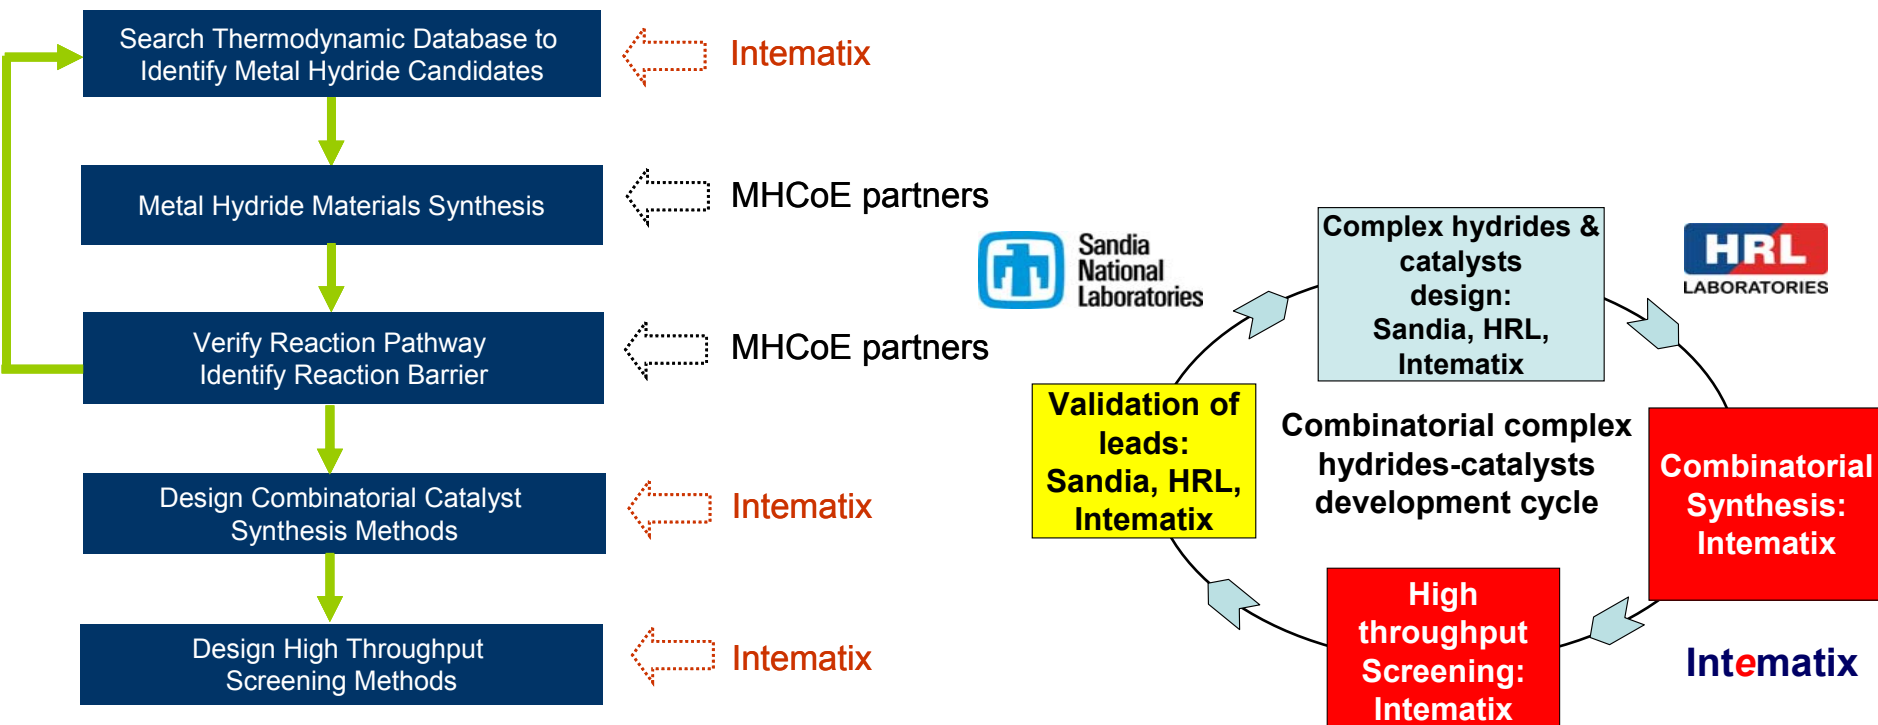 Search Thermodynamic Database to
Identify Metal Hydride Candidates
Intematix
Metal Hydride Materials Synthesis
MHCoE partners
Verify Reaction Pathway
Identify Reaction Barrier
MHCoE partners
Design Combinatorial Catalyst
Synthesis Methods
Intematix
Design High Throughput
Screening Methods
Intematix
Sandia
National
Laboratories
Complex hydrides &
catalysts
design:
Sandia, HRL,
Intematix
HRL
LABORATORIES
Validation of
leads:
Sandia, HRL,
Intematix
Combinatorial complex
hydrides-catalysts
development cycle
Combinatorial
Synthesis:
Intematix
High
throughput
Screening:
Intematix
Intematix